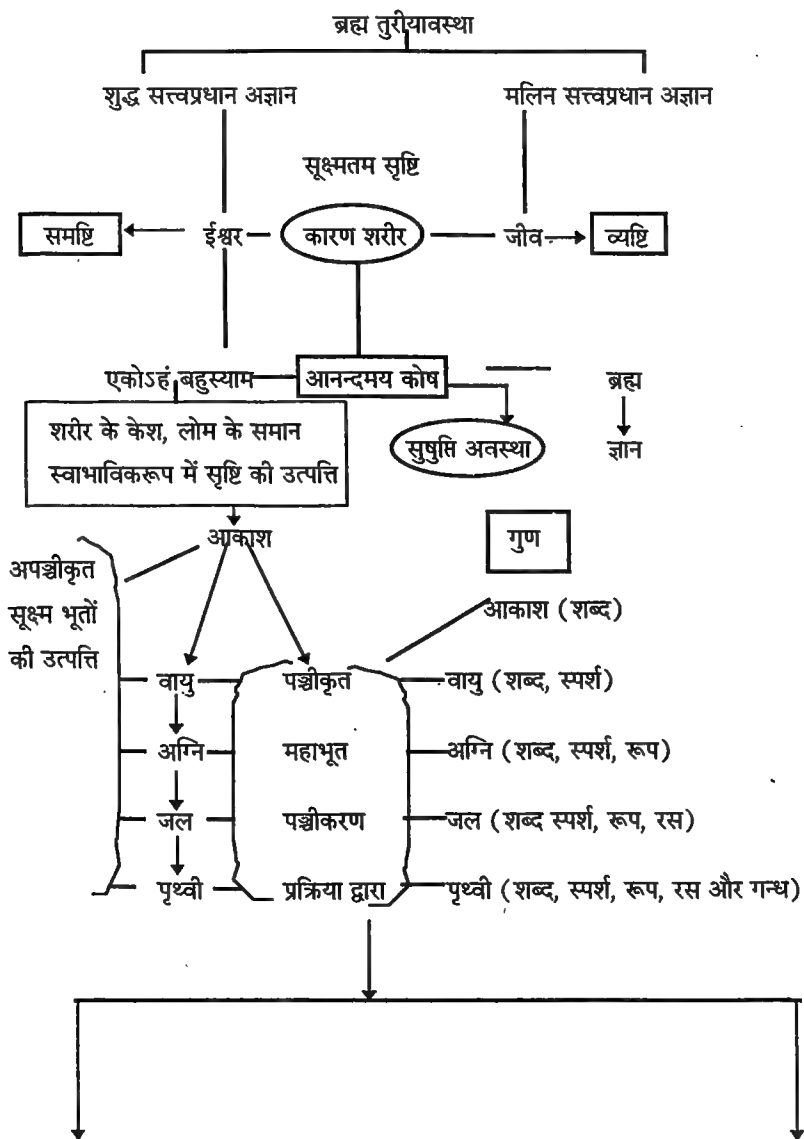 ब्रह्म तुरीयावस्था
शुद्ध सत्त्वप्रधान अज्ञान
मलिन सत्त्वप्रधान अज्ञान
सूक्ष्मतम सृष्टि
समष्टि
ईश्वर
कारण शरीर
जीव
व्यष्टि
एकोऽहं बहुस्याम
आनन्दमय कोष
ब्रह्म
शरीर के केश, लोम के समान
स्वाभाविकरूप में सृष्टि की उत्पत्ति
सुषुप्ति अवस्था
ज्ञान
आकाश
गुण
अपञ्चीकृत
सूक्ष्म भूतों
की उत्पत्ति
आकाश (शब्द)
वायु
पञ्चीकृत
वायु (शब्द, स्पर्श)
अग्नि
महाभूत
अग्नि (शब्द, स्पर्श, रूप)
जल
पञ्चीकरण
जल (शब्द स्पर्श, रूप, रस)
पृथ्वी
प्रक्रिया द्वारा
पृथ्वी (शब्द, स्पर्श, रूप, रस और गन्ध)